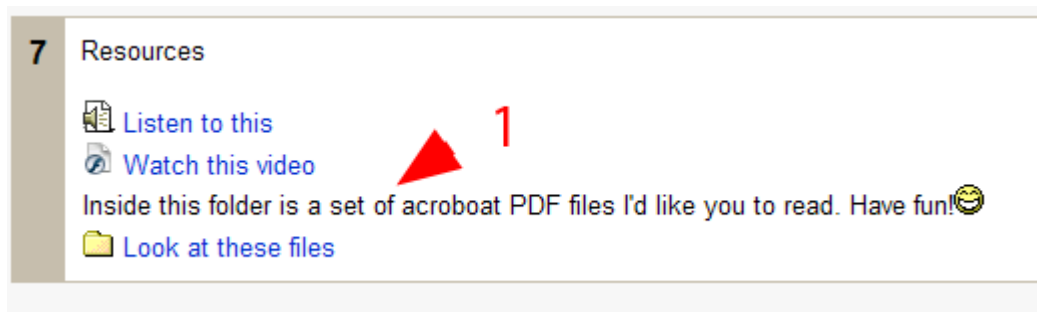 7 Resources
Listen to this
1
Watch this video
Inside this folder is a set of acroboat PDF files I'd like you to read. Have fun!
Look at these files